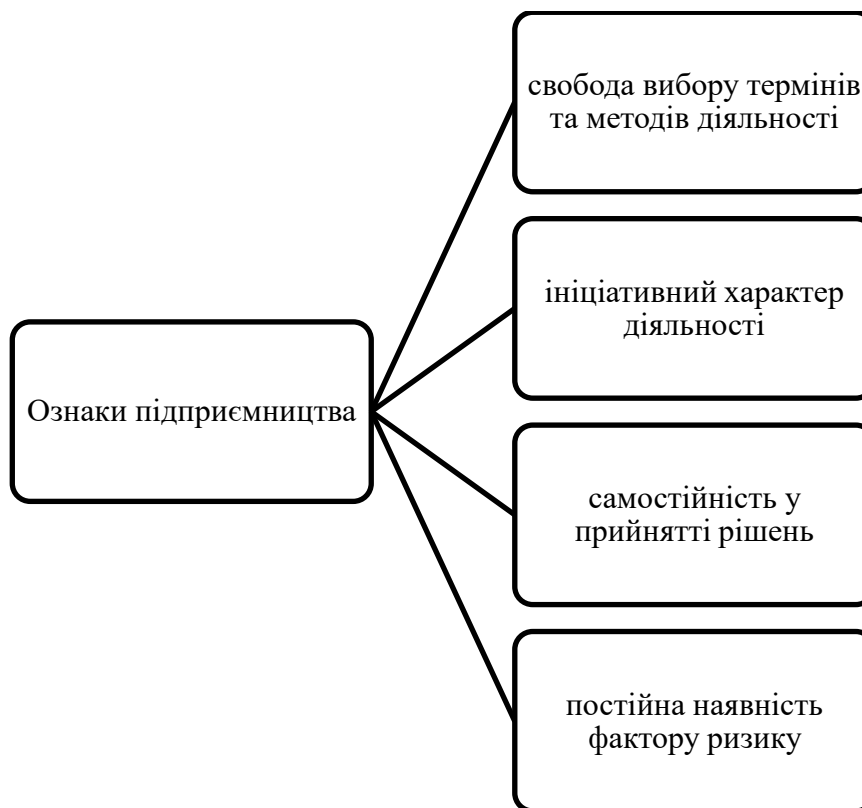 свобода вибору термінів
та методів діяльності
ініціативний характер
діяльності
Ознаки підприємництва
самостійність у
прийнятті рішень
постійна наявність
фактору ризику